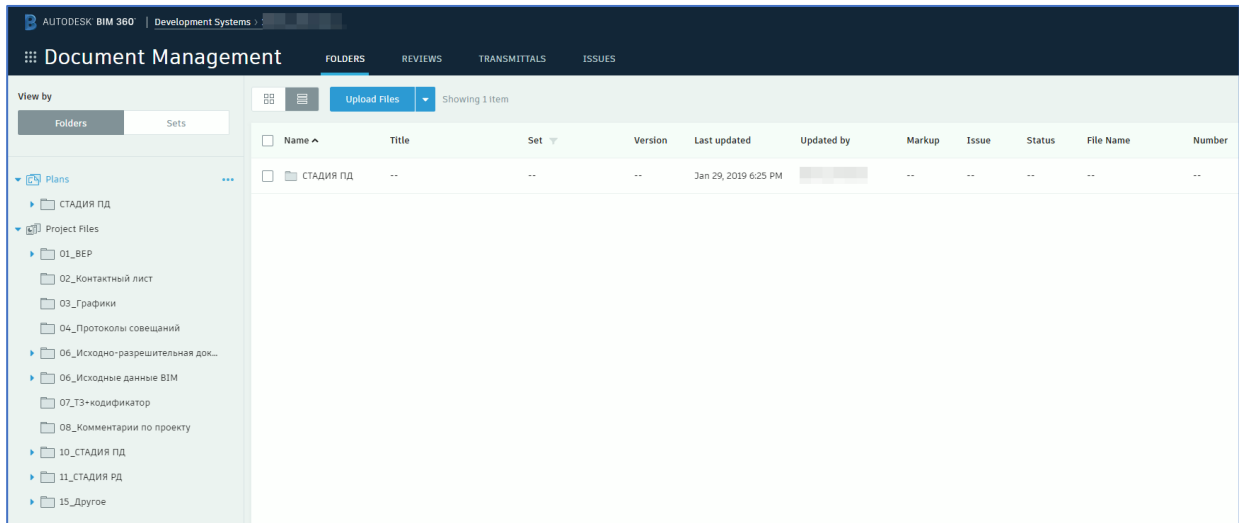 AUTODESK® BIM 360® | Development Systems >
Document Management FOLDERS REVIEWS TRANSMITTALS ISSUES
View by
Folders Sets
Upload Files Showing 1 item
Name Title Set Version Last updated Updated by Markup Issue Status File Name Number
СТАДИЯ ПД -- -- -- Jan 29, 2019 6:25 PM -- -- -- -- --
Plans
СТАДИЯ ПД
Project Files
01_BEP
02_Контактный лист
03_Графики
04_Протоколы совещаний
06_Исходно-разрешительная док...
06_Исходные данные BIM
07_ТЗ+кодификатор
08_Комментарии по проекту
10_СТАДИЯ ПД
11_СТАДИЯ РД
15_Другое